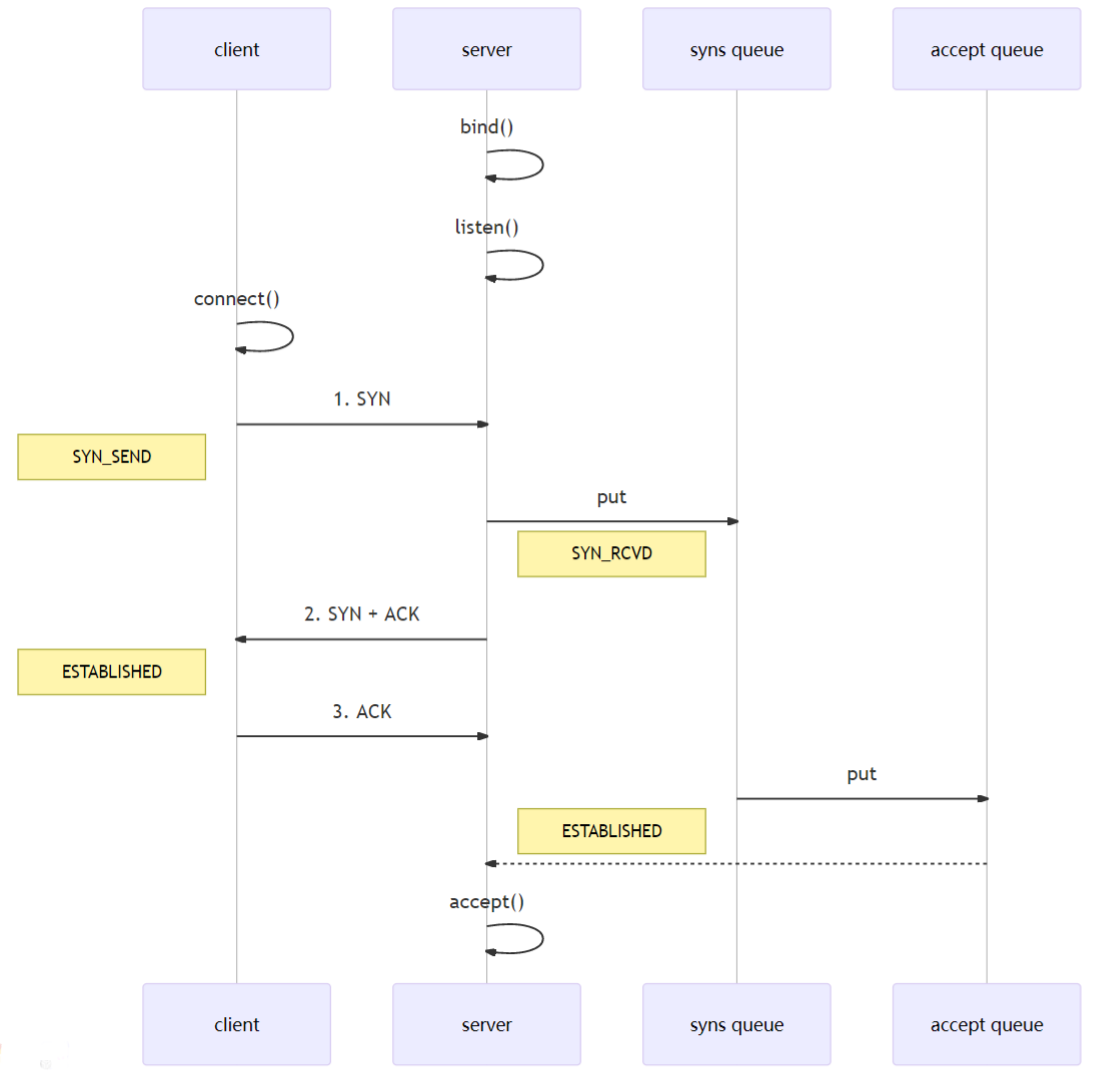 client
server
syns queue
accept queue
bind()
listen()
connect()
1. SYN
SYN_SEND
put
SYN_RCVD
2. SYN + ACK
ESTABLISHED
3. ACK
put
ESTABLISHED
accept()
client
server
syns queue
accept queue